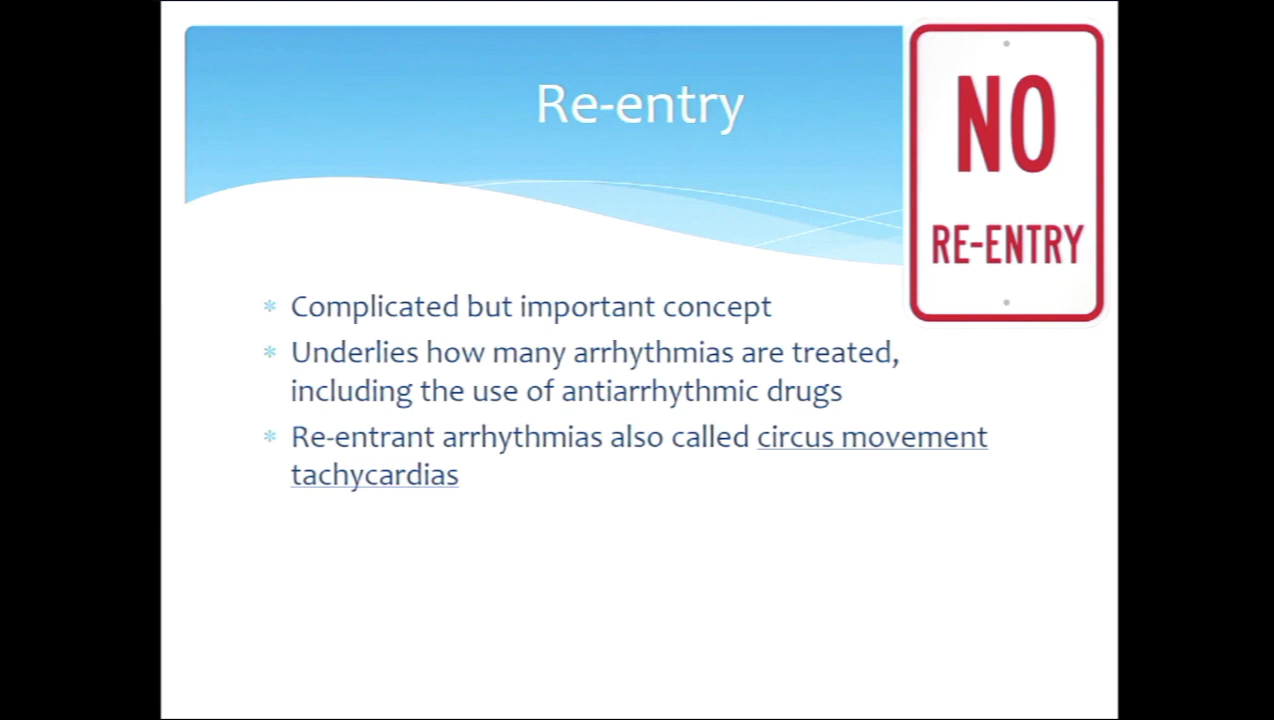 Re-entry
NO
RE-ENTRY
* Complicated but important concept
* Underlies how many arrhythmias are treated,
including the use of antiarrhythmic drugs
* Re-entrant arrhythmias also called circus movement
tachycardias